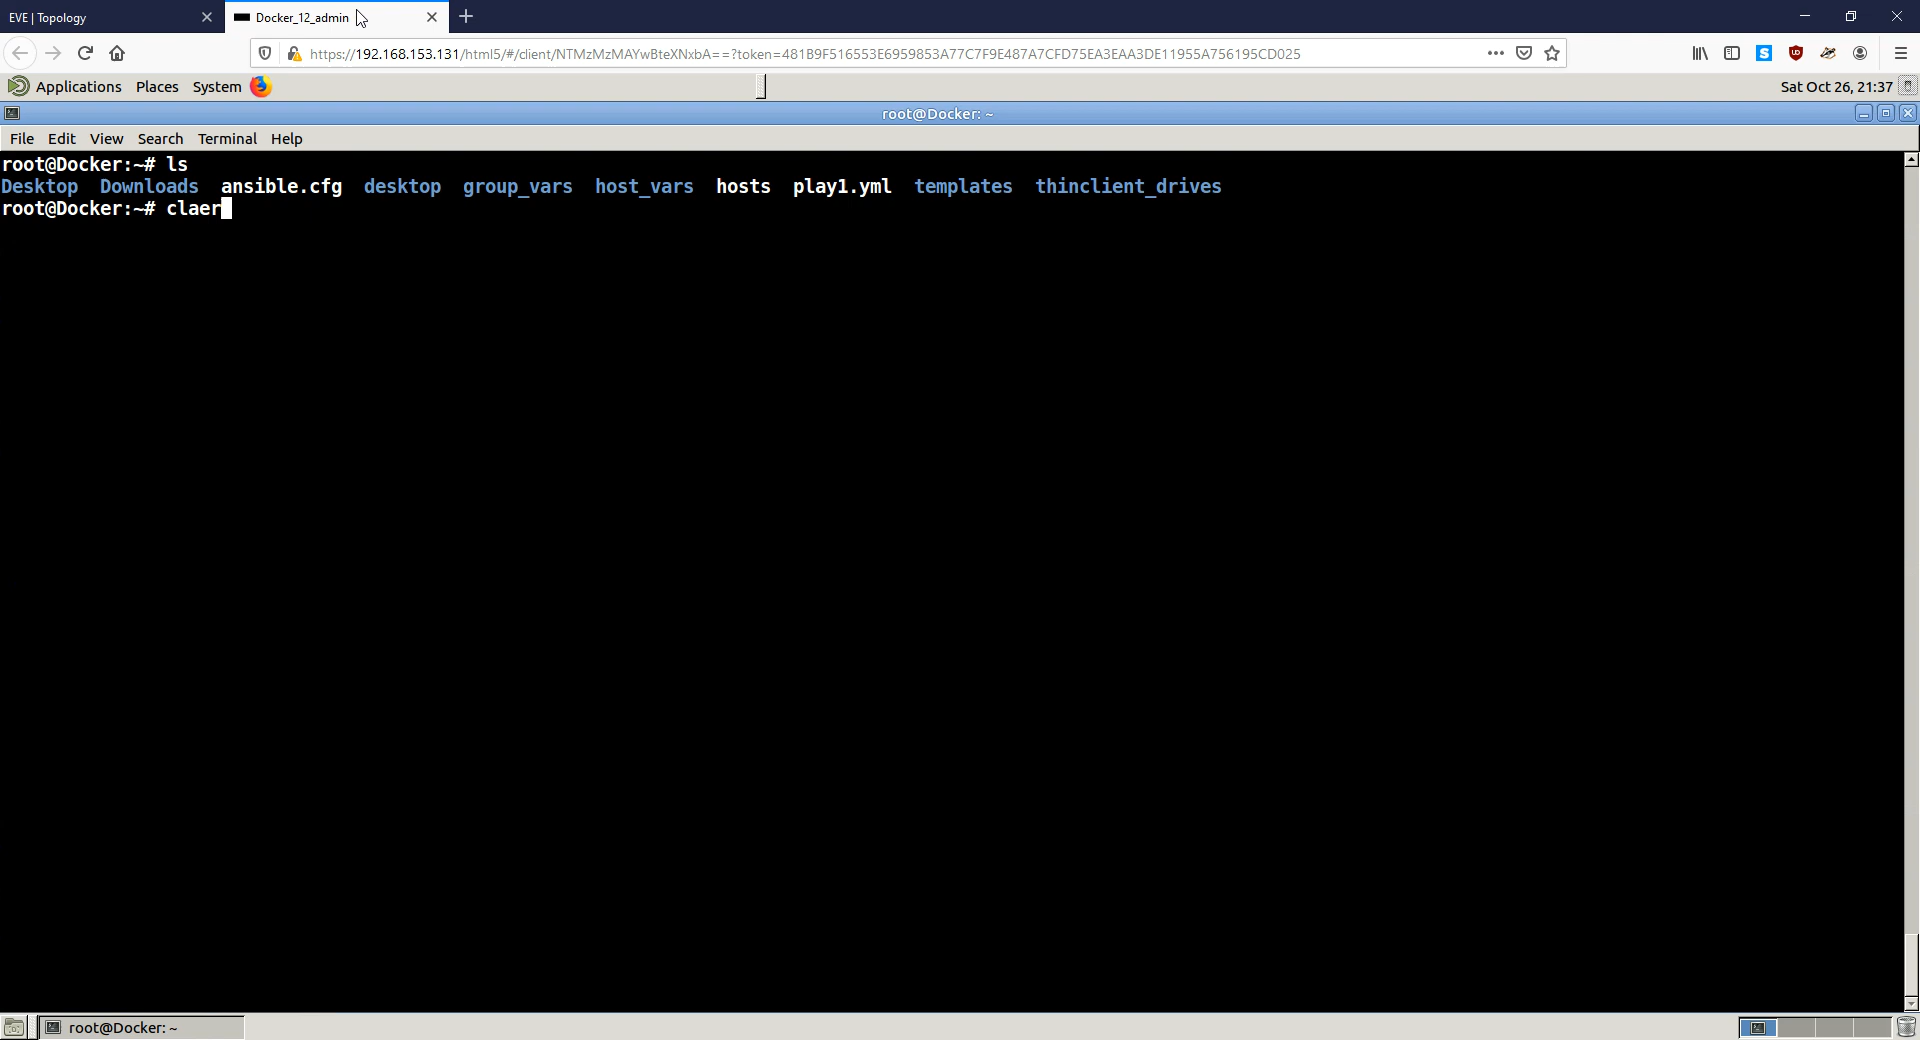 EVE | Topology
Docker_12_admin
https://192.168.153.131/html5/#/client/NTMzMzMAYwBteXNxbA==?token=481B9F516553E6959853A77C7F9E487A7CFD75EA3EAA3DE11955A756195CD025
Applications Places System
Sat Oct 26, 21:37
root@Docker: ~
File Edit View Search Terminal Help
root@Docker:~# ls
Desktop Downloads ansible.cfg desktop group_vars host_vars hosts play1.yml templates thinclient_drives
root@Docker:~# claer
root@Docker: ~